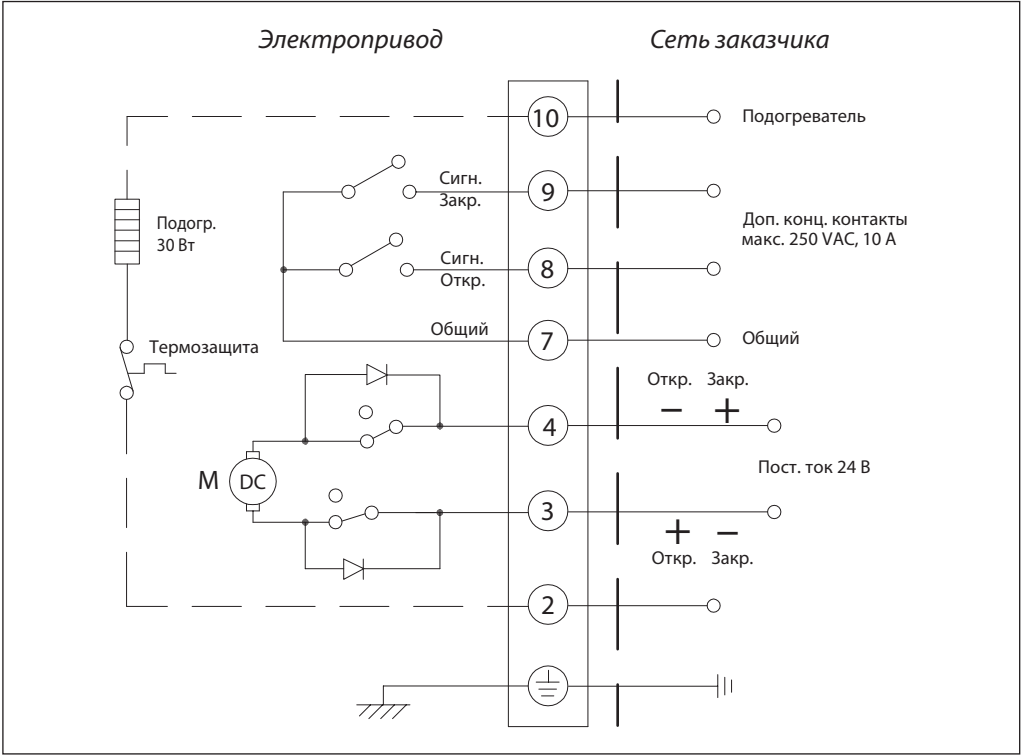 Электропривод
Сеть заказчика
10
Подогреватель
Сигн.
Закр.
9
Подогр.
30 Вт
Доп. конц. контакты
макс. 250 VAC, 10 А
Сигн.
Откр.
8
Общий
7
Общий
Термозащита
Откр. Закр.
− +
4
Пост. ток 24 В
M
DC
3
+ −
Откр. Закр.
2